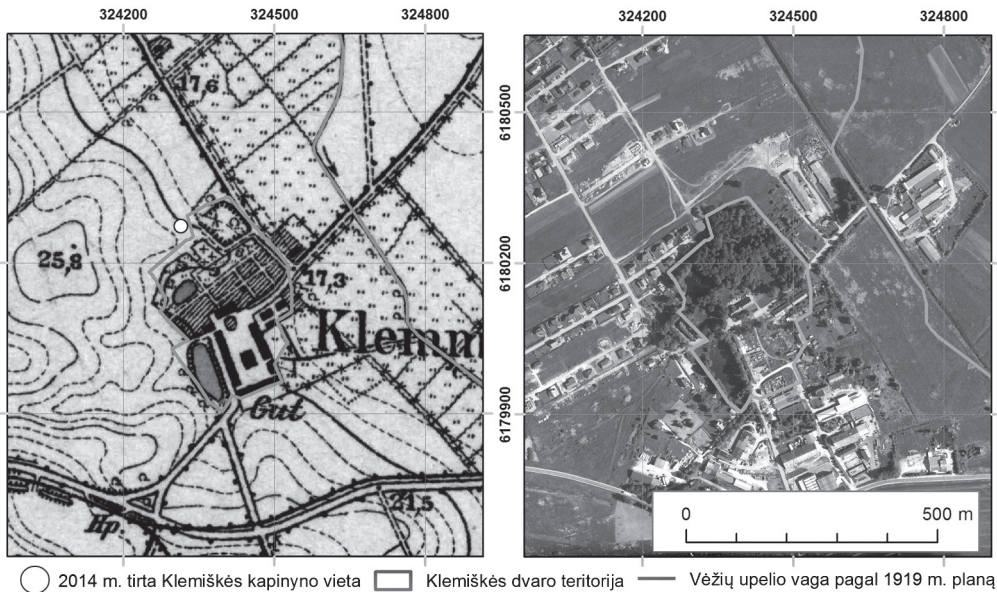 324200 324500 324800 324200 324500 324800
17,6
6180500
25,8
6180200
17,3
Klemm
6179900
Gut
21,5
Hp.
0 500 m
2014 m. tirta Klemiškės kapinyno vieta Klemiškės dvaro teritorija Vėžių upelio vaga pagal 1919 m. planą